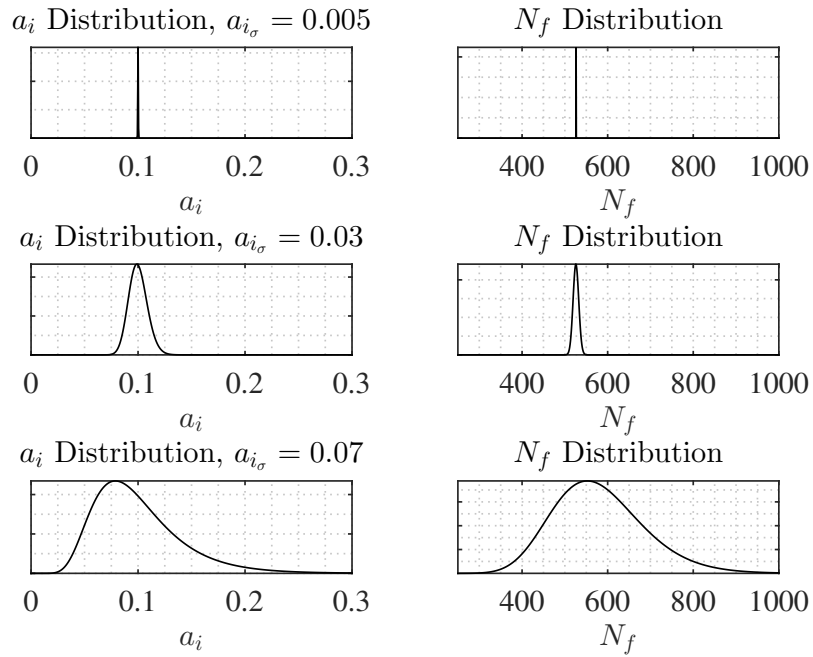 a_{i_σ} Distribution, a_{i_σ} = 0.005
N_f Distribution
0 0.1 0.2 0.3
400 600 800 1000
a_i
N_f
a_i Distribution, a_{i_σ} = 0.03
N_f Distribution
0 0.1 0.2 0.3
400 600 800 1000
a_i
N_f
a_i Distribution, a_{i_σ} = 0.07
N_f Distribution
0 0.1 0.2 0.3
400 600 800 1000
a_i
N_f